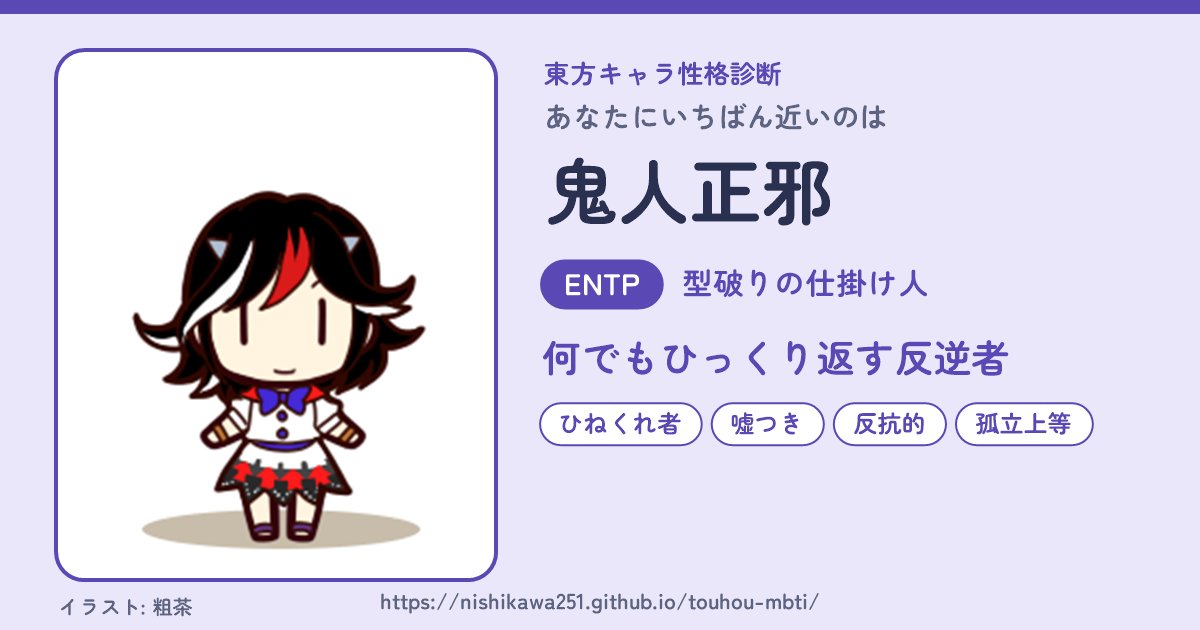 東方キャラ性格診断
あなたにいちばん近いのは
鬼人正邪
ENTP 型破りの仕掛け人
何でもひっくり返す反逆者
ひねくれ者 嘘つき 反抗的 孤立上等
イラスト: 粗茶
https://nishikawa251.github.io/touhou-mbti/